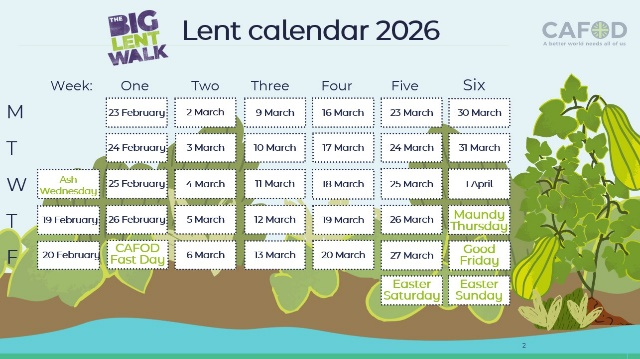 THE
BIG
LENT
WALK
Lent calendar 2026
CAFOD
A better world needs all of us
Week: One Two Three Four Five Six
M 23 February 2 March 9 March 16 March 23 March 30 March
T 24 February 3 March 10 March 17 March 24 March 31 March
W Ash
Wednesday 25 February 4 March 11 March 18 March 25 March 1 April
T 19 February 26 February 5 March 12 March 19 March 26 March Maundy
Thursday
F 20 February CAFOD
Fast Day 6 March 13 March 20 March 27 March Good
Friday
Easter
Saturday Easter
Sunday
2